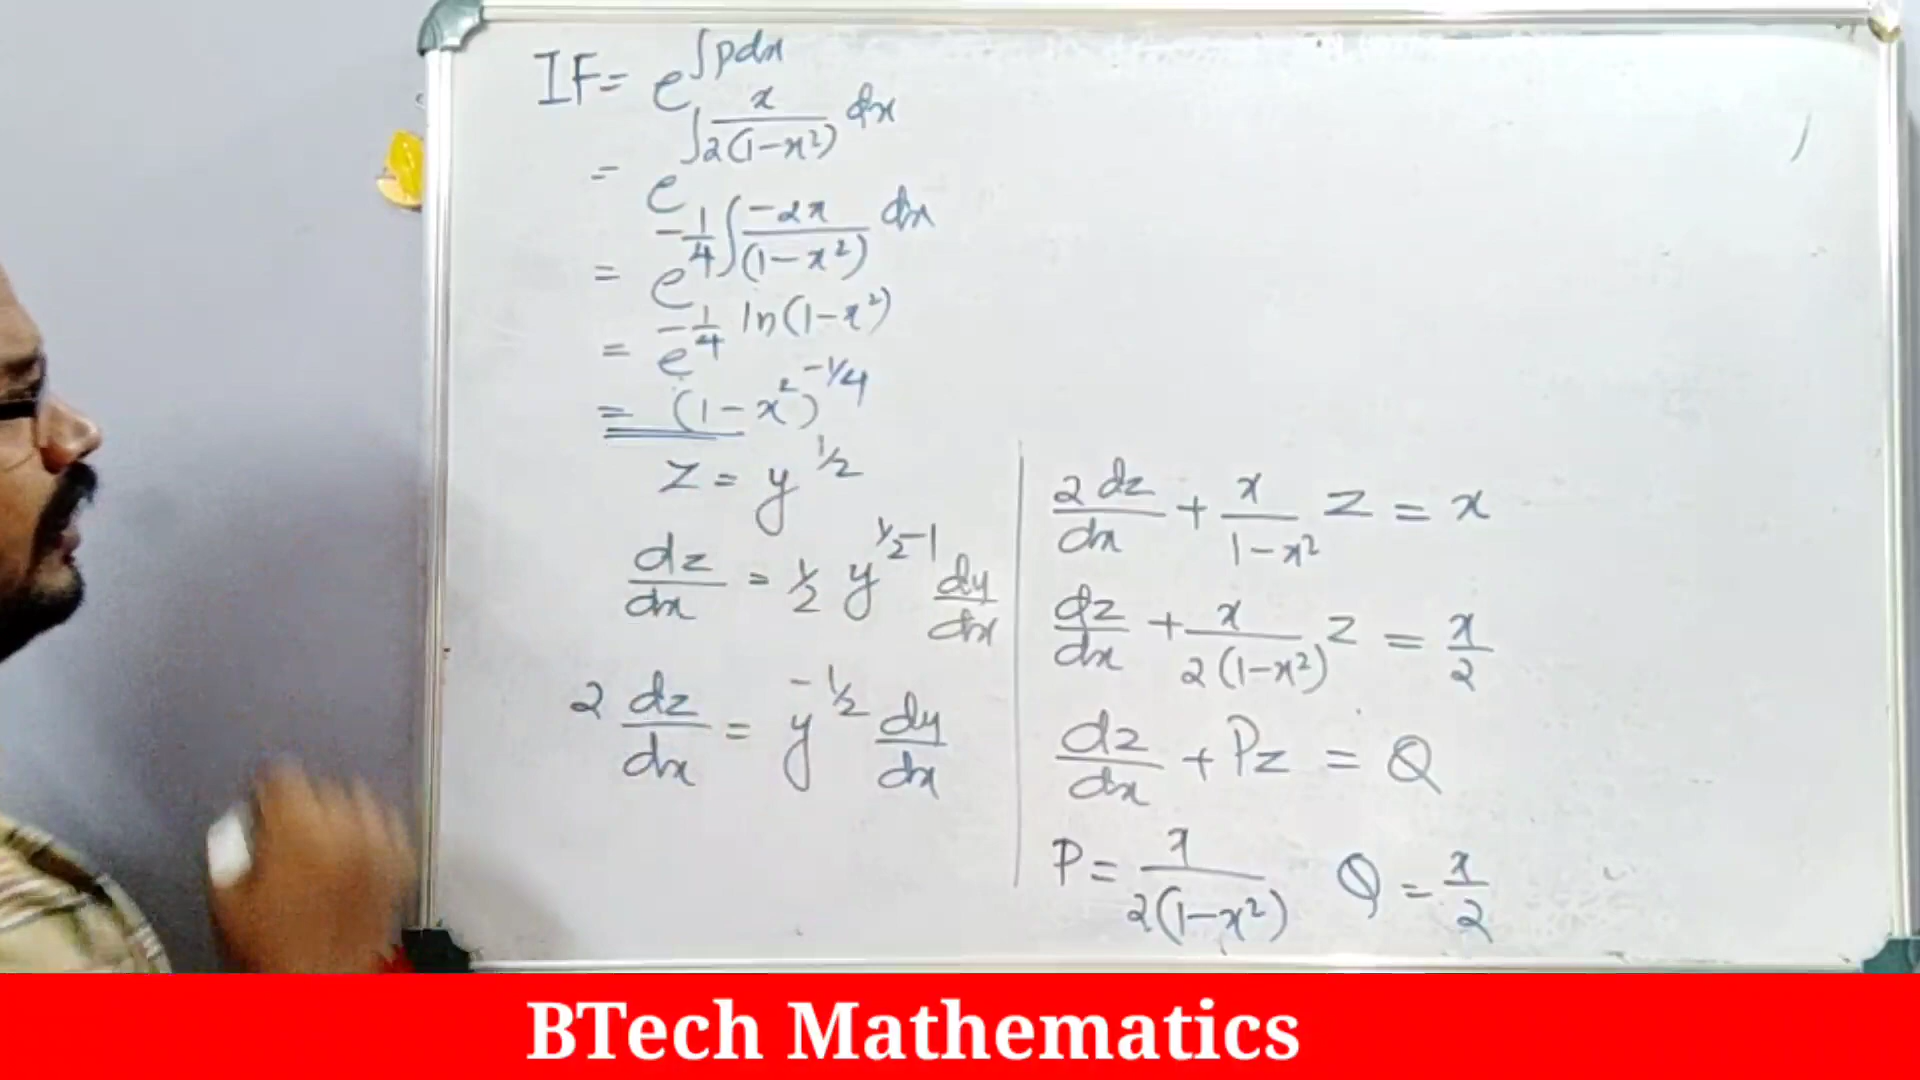 IF = e^∫pdx
= e^∫ x/2(1-x²) dx
= e^-1/4 ∫ -2x/(1-x²) dx
= e^-1/4 ln(1-x²)
= (1-x²)^-1/4
Z = y^1/2
dz/dx = 1/2 y^1/2-1 dy/dx
2 dz/dx = y^-1/2 dy/dx
2dz/dx + x/1-x² Z = x
dz/dx + x/2(1-x²) Z = x/2
dz/dx + Pz = Q
P = x/2(1-x²) Q = x/2
BTech Mathematics